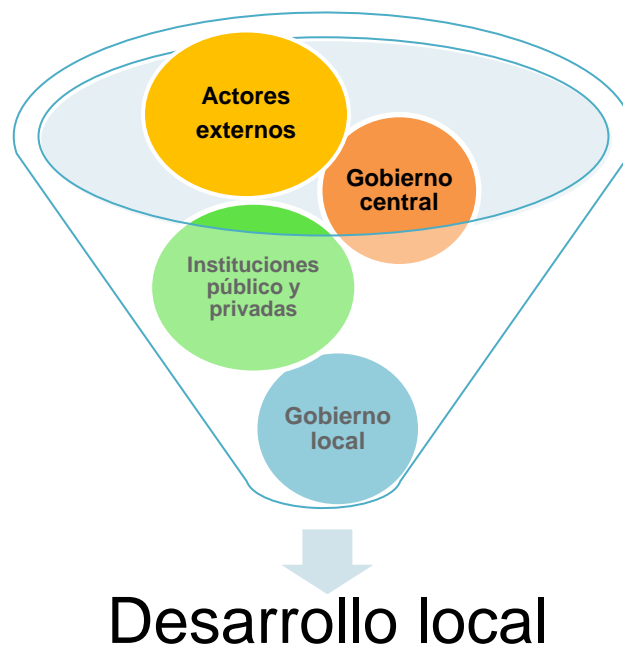 Actores
externos
Gobierno
central
Instituciones
público y
privadas
Gobierno
local
Desarrollo local